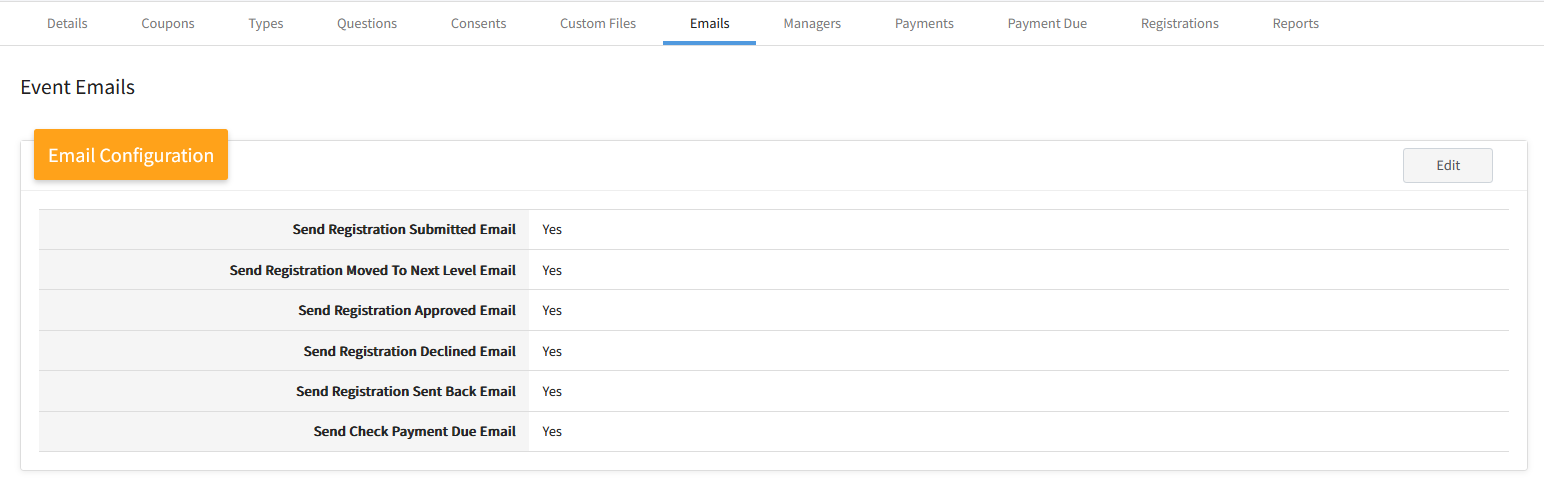 Details Coupons Types Questions Consents Custom Files Emails Managers Payments Payment Due Registrations Reports
Event Emails
Email Configuration Edit
Send Registration Submitted Email Yes
Send Registration Moved To Next Level Email Yes
Send Registration Approved Email Yes
Send Registration Declined Email Yes
Send Registration Sent Back Email Yes
Send Check Payment Due Email Yes